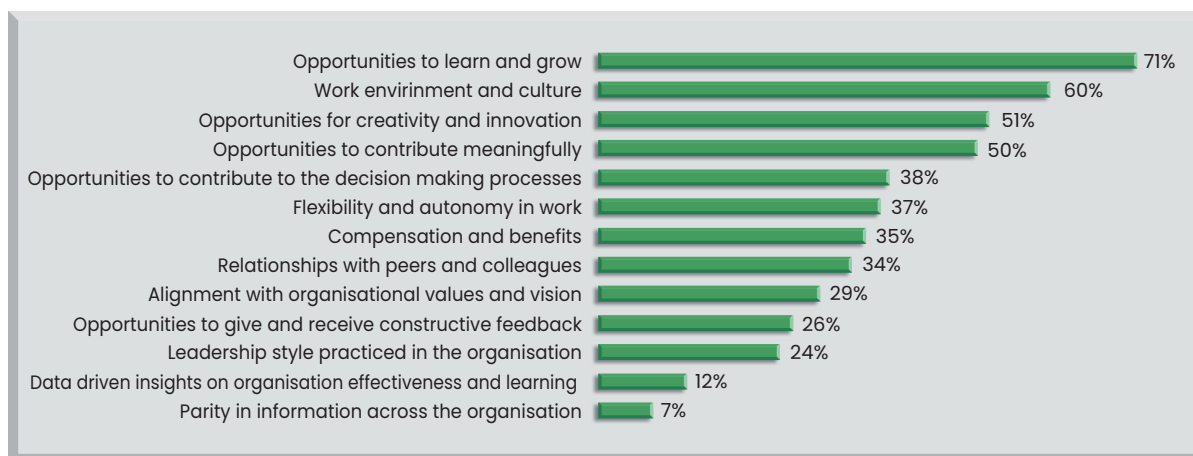 Opportunities to learn and grow 71%
Work envirinment and culture 60%
Opportunities for creativity and innovation 51%
Opportunities to contribute meaningfully 50%
Opportunities to contribute to the decision making processes 38%
Flexibility and autonomy in work 37%
Compensation and benefits 35%
Relationships with peers and colleagues 34%
Alignment with organisational values and vision 29%
Opportunities to give and receive constructive feedback 26%
Leadership style practiced in the organisation 24%
Data driven insights on organisation effectiveness and learning 12%
Parity in information across the organisation 7%